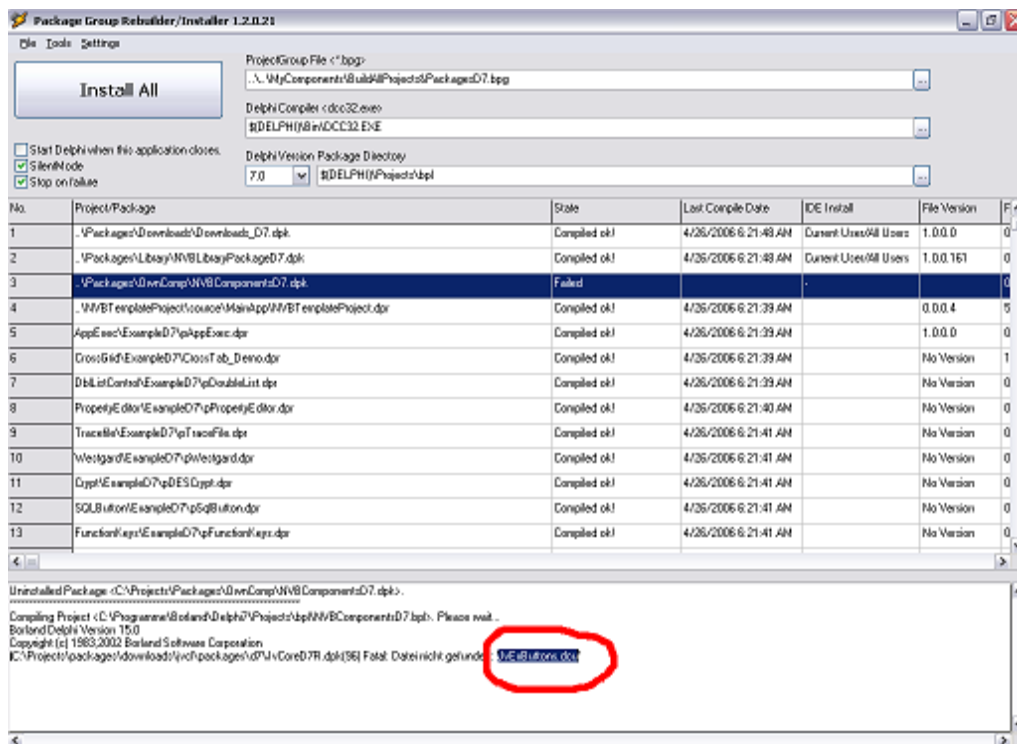 Package Group Rebuilder/Installer 1.2.0.21
File Tools Settings
Install All
ProjectGroup File <*.bpg>
..\..\MyComponents\BuildAllProjects&PackagesD7.bpg
...
Delphi Compiler <dcc32.exe>
$(DELPHI)\Bin\DCC32.EXE
...
Start Delphi when this application closes.
SilentMode
Stop on failure
Delphi Version Package Directory
7.0 $(DELPHI)\Projects\bpl
...
No. Project/Package State Last Compile Date IDE Install File Version F
1 ..\Packages\Downloads\Downloads_D7.dpk Compiled ok! 4/26/2006 6:21:48 AM Current User/All Users 1.0.0.0 0
2 ..\Packages\Library\NVBLibraryPackageD7.dpk Compiled ok! 4/26/2006 6:21:48 AM Current User/All Users 1.0.0.161 0
3 ..\Packages\OwnComp\NVBComponentsD7.dpk Failed - 0
4 ..\NVBTemplateProject\source\MainApp\NVBTemplateProject.dpr Compiled ok! 4/26/2006 6:21:39 AM 0.0.0.4 5
5 AppExec\ExampleD7\pAppExec.dpr Compiled ok! 4/26/2006 6:21:39 AM 1.0.0.0 0
6 CrossGrid\ExampleD7\CrossTab_Demo.dpr Compiled ok! 4/26/2006 6:21:39 AM No Version 1
7 DblListControl\ExampleD7\pDoubleList.dpr Compiled ok! 4/26/2006 6:21:39 AM No Version 0
8 PropertyEditor\ExampleD7\pPropertyEditor.dpr Compiled ok! 4/26/2006 6:21:40 AM No Version 0
9 Tracefile\ExampleD7\pTraceFile.dpr Compiled ok! 4/26/2006 6:21:41 AM No Version 0
10 Westgard\ExampleD7\pWestgard.dpr Compiled ok! 4/26/2006 6:21:41 AM No Version 0
11 Crypt\ExampleD7\pDESCrypt.dpr Compiled ok! 4/26/2006 6:21:41 AM No Version 0
12 SQLButton\ExampleD7\pSqlButton.dpr Compiled ok! 4/26/2006 6:21:41 AM No Version 0
13 FunctionKeys\ExampleD7\pFunctionKeys.dpr Compiled ok! 4/26/2006 6:21:41 AM No Version 0
Uninstalled Package <C:\Projects\Packages\OwnComp\NVBComponentsD7.dpk>.
Compiling Project <C:\Programme\Borland\Delphi7\Projects\bpl\NVBComponentsD7.bpl>. Please wait...
Borland Delphi Version 15.0
Copyright (c) 1983,2002 Borland Software Corporation
C:\Projects\packages\downloads\jvcl\packages\d7\JvCoreD7R.dpk(96) Fatal: Datei nicht gefunden: 'JvExButtons.dcu'